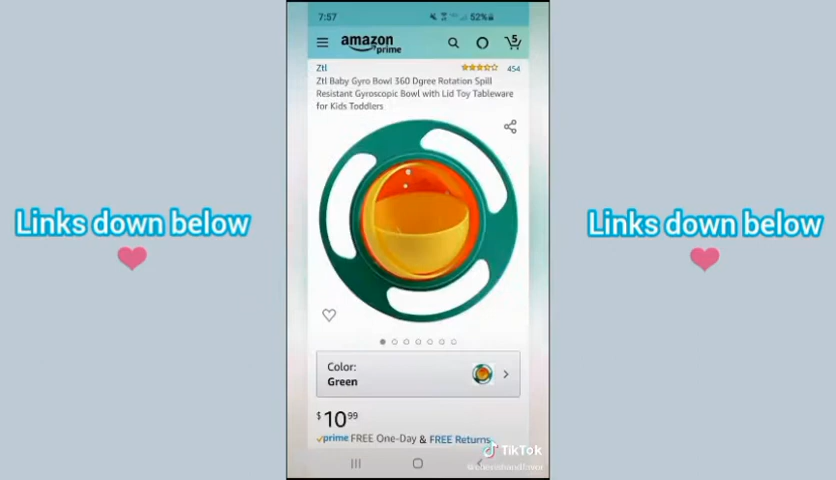 7:57
52%
amazon
prime
5
Ztl
454
Ztl Baby Gyro Bowl 360 Dgree Rotation Spill
Resistant Gyroscopic Bowl with Lid Toy Tableware
for Kids Toddlers
Links down below
Links down below
Color:
Green
$10 99
prime FREE One-Day & FREE Returns
TikTok